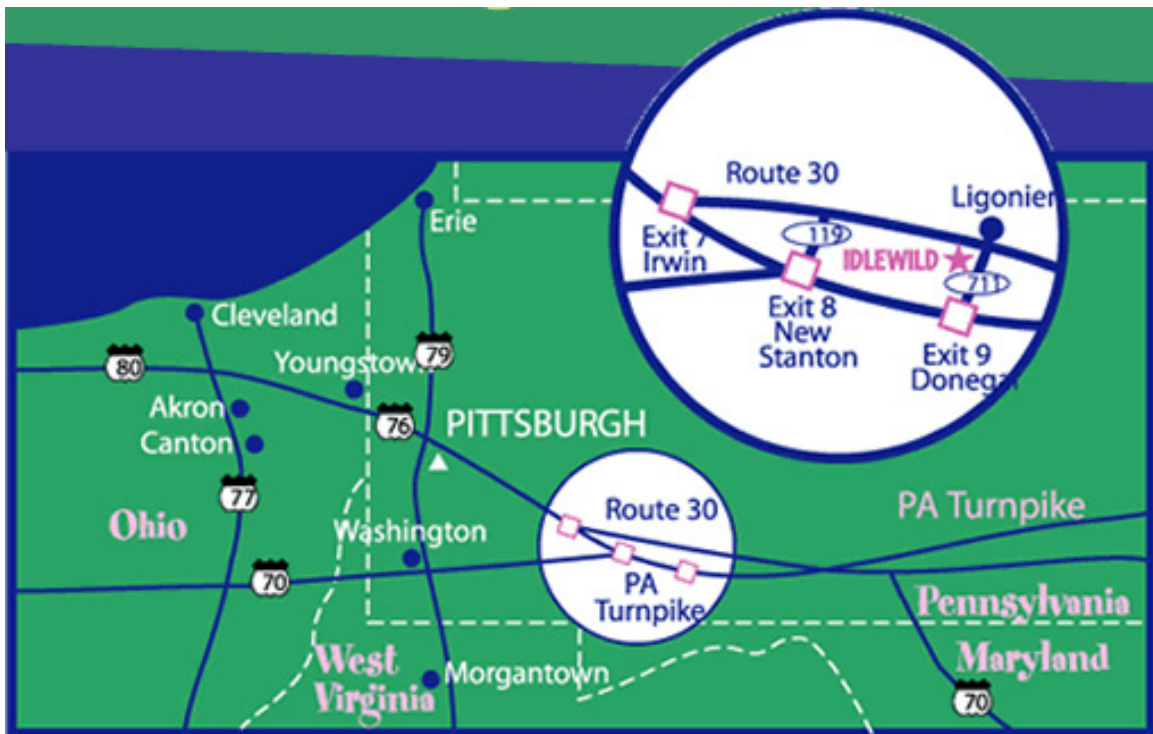 Route 30
Ligonier
119
Exit 7
Irwin
IDLEWILD
711
Exit 8
New
Stanton
Exit 9
Donegal
Erie
Cleveland
80
Youngstown
79
Akron
76
PITTSBURGH
Canton
77
Ohio
Washington
70
Route 30
PA
Turnpike
PA Turnpike
Pennsylvania
Maryland
West
Virginia
Morgantown
70